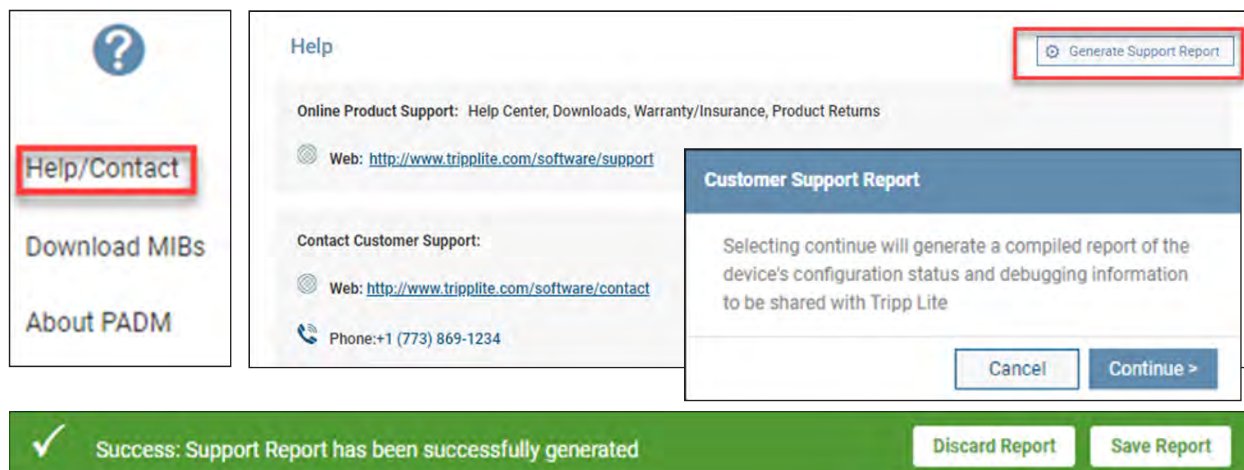 ?
Help/Contact
Download MIBs
About PADM
Help
Generate Support Report
Online Product Support: Help Center, Downloads, Warranty/Insurance, Product Returns
Web: http://www.tripplite.com/software/support
Contact Customer Support:
Web: http://www.tripplite.com/software/contact
Phone:+1 (773) 869-1234
Customer Support Report
Selecting continue will generate a compiled report of the
device's configuration status and debugging information
to be shared with Tripp Lite
Cancel
Continue >
Success: Support Report has been successfully generated
Discard Report
Save Report